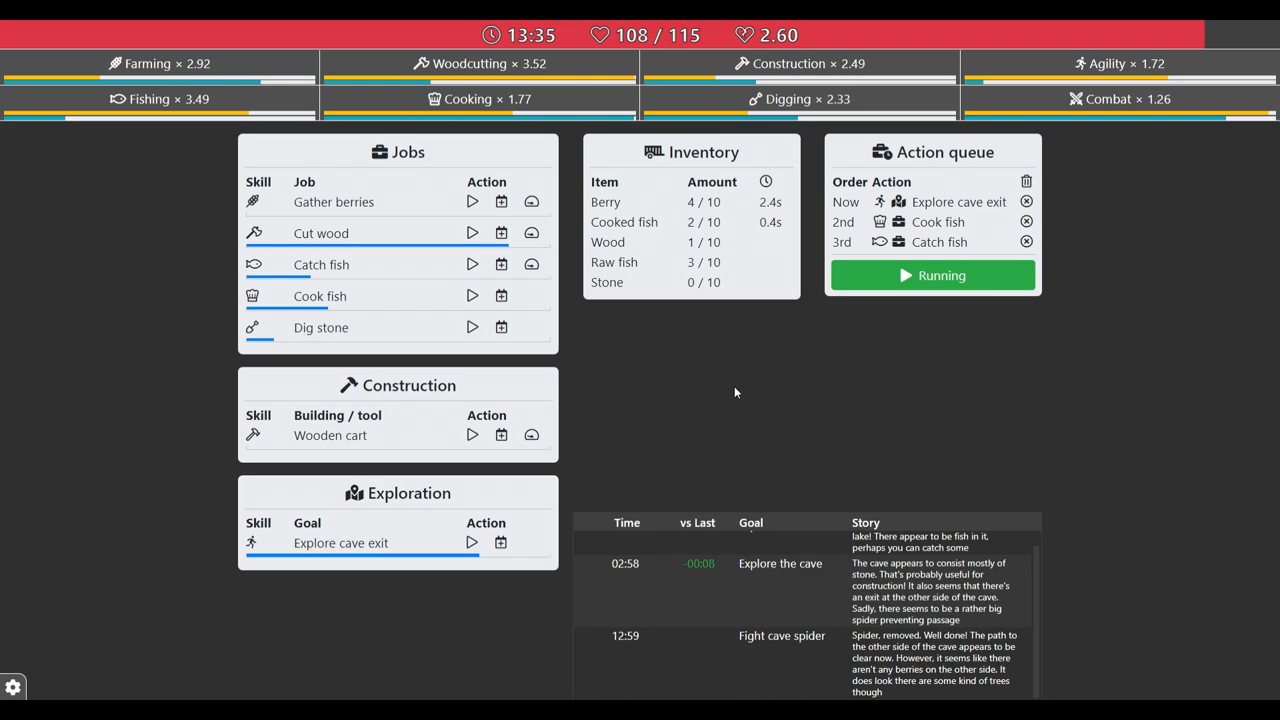 13:35 108 / 115 2.60
Farming × 2.92 Woodcutting × 3.52 Construction × 2.49 Agility × 1.72
Fishing × 3.49 Cooking × 1.77 Digging × 2.33 Combat × 1.26
Jobs
Skill Job Action
Gather berries
Cut wood
Catch fish
Cook fish
Dig stone
Construction
Skill Building / tool Action
Wooden cart
Exploration
Skill Goal Action
Explore cave exit
Inventory
Item Amount
Berry 4 / 10 2.4s
Cooked fish 2 / 10 0.4s
Wood 1 / 10
Raw fish 3 / 10
Stone 0 / 10
Action queue
Order Action
Now Explore cave exit
2nd Cook fish
3rd Catch fish
Running
Time vs Last Goal Story
lake! There appear to be fish in it,
perhaps you can catch some
02:58 -00:08 Explore the cave The cave appears to consist mostly of
stone. That's probably useful for
construction! It also seems that there's
an exit at the other side of the cave.
Sadly, there seems to be a rather big
spider preventing passage
12:59 Fight cave spider Spider, removed. Well done! The path to
the other side of the cave appears to be
clear now. However, it seems like there
aren't any berries on the other side. It
does look there are some kind of trees
though